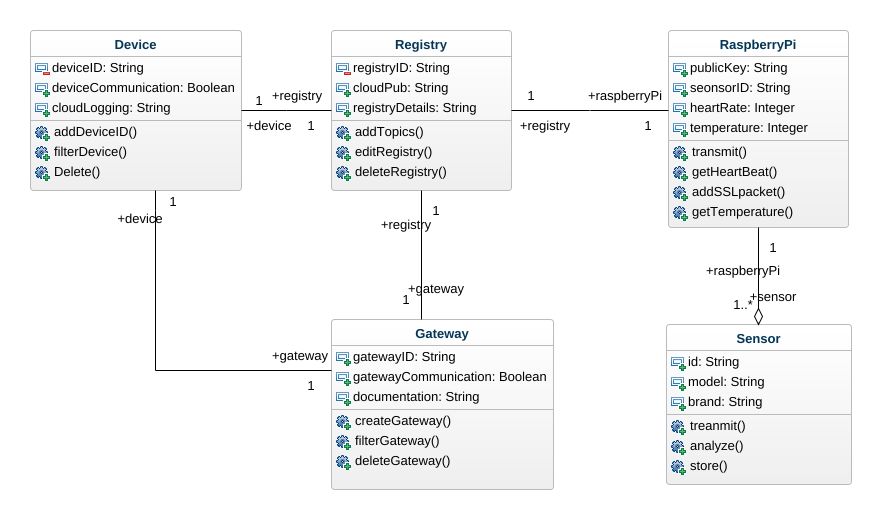 Device
deviceID: String
deviceCommunication: Boolean
cloudLogging: String
addDeviceID()
filterDevice()
Delete()
1
+registry
+device
1
Registry
registryID: String
cloudPub: String
registryDetails: String
addTopics()
editRegistry()
deleteRegistry()
1
+raspberryPi
+registry
1
RaspberryPi
publicKey: String
seonsorID: String
heartRate: Integer
temperature: Integer
transmit()
getHeartBeat()
addSSLpacket()
getTemperature()
1
+device
1
+registry
+gateway
1
1
+raspberryPi
+sensor
1..*
+gateway
1
Gateway
gatewayID: String
gatewayCommunication: Boolean
documentation: String
createGateway()
filterGateway()
deleteGateway()
Sensor
id: String
model: String
brand: String
treanmit()
analyze()
store()